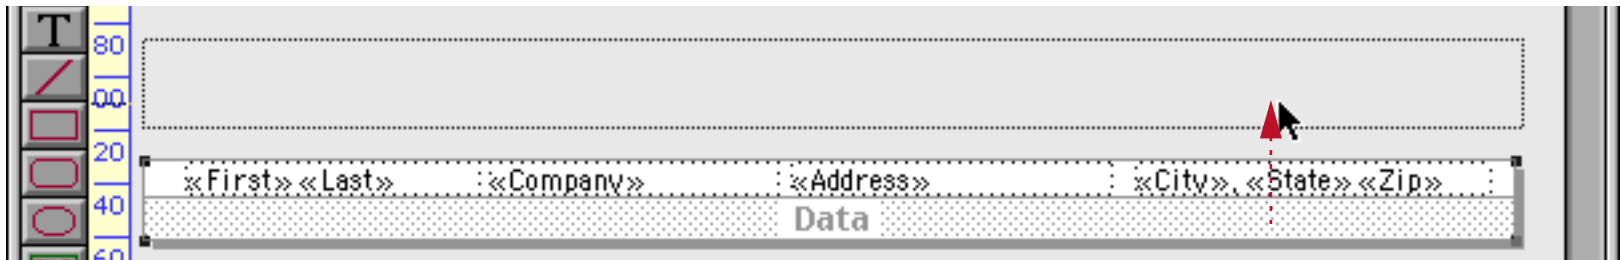 T
80
00
20
«First» «Last» «Company» «Address» «City», «State» «Zip»
40
Data
60